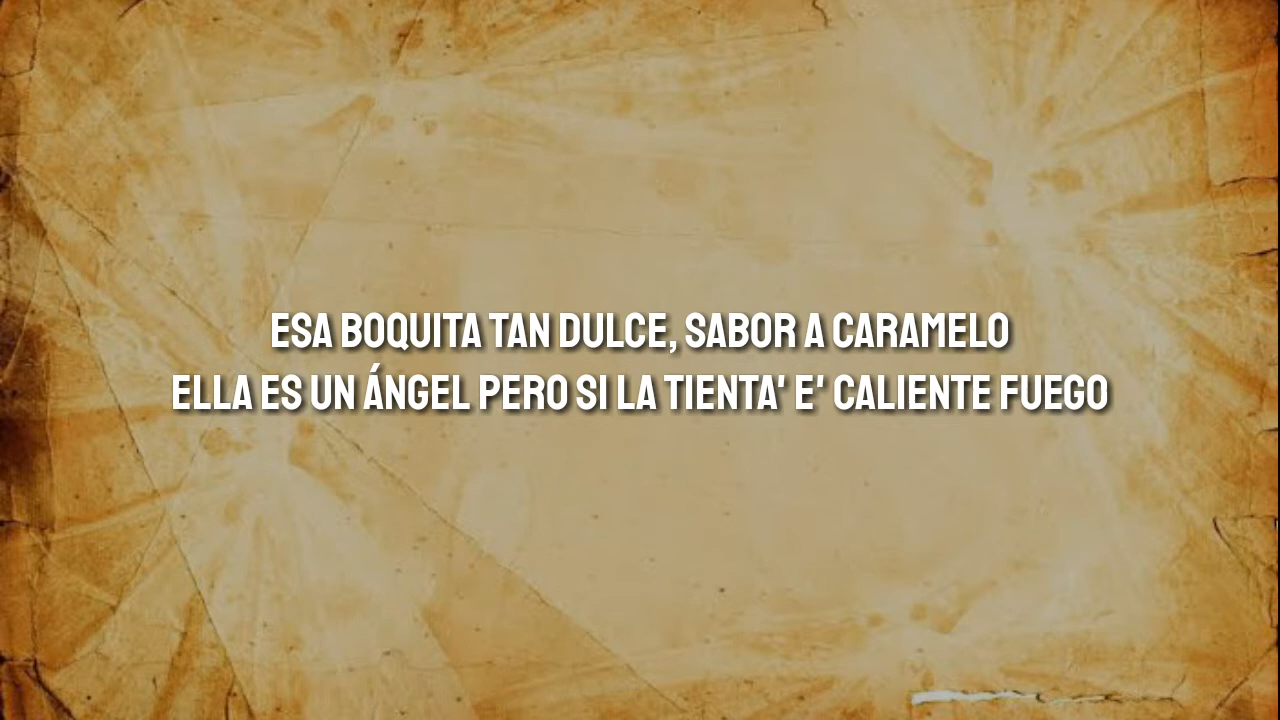 ESA BOQUITA TAN DULCE, SABOR A CARAMELO
ELLA ES UN ÁNGEL PERO SI LA TIENTA' E' CALIENTE FUEGO